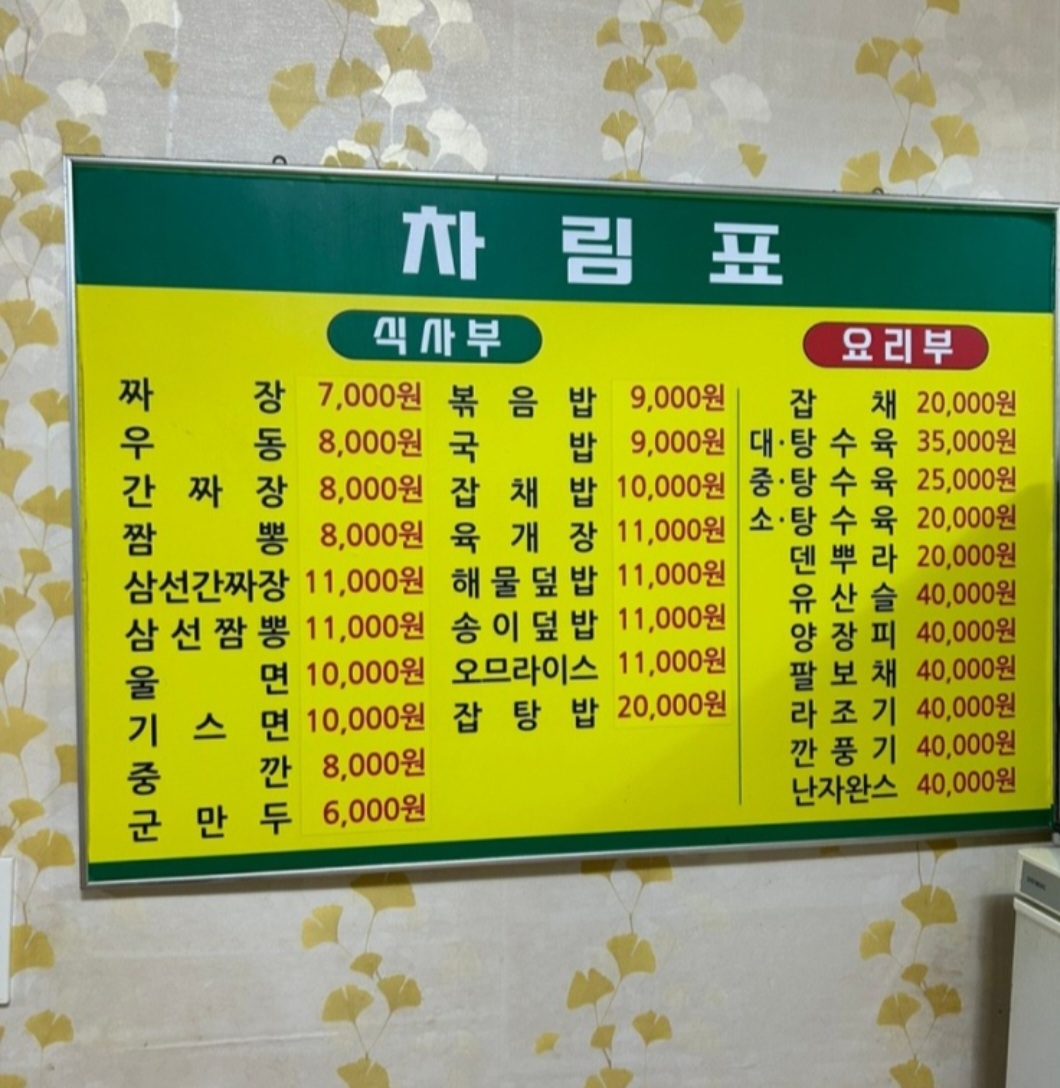 차림표
식사부
짜장 7,000원
우동 8,000원
간짜장 8,000원
짬뽕 8,000원
삼선간짜장 11,000원
삼선짬뽕 11,000원
울면 10,000원
기스면 10,000원
중깐 8,000원
군만두 6,000원
볶음밥 9,000원
국밥 9,000원
잡채밥 10,000원
육개장 11,000원
해물덮밥 11,000원
송이덮밥 11,000원
오므라이스 11,000원
잡탕밥 20,000원
요리부
잡채 20,000원
대·탕수육 35,000원
중·탕수육 25,000원
소·탕수육 20,000원
덴뿌라 20,000원
유산슬 40,000원
양장피 40,000원
팔보채 40,000원
라조기 40,000원
깐풍기 40,000원
난자완스 40,000원